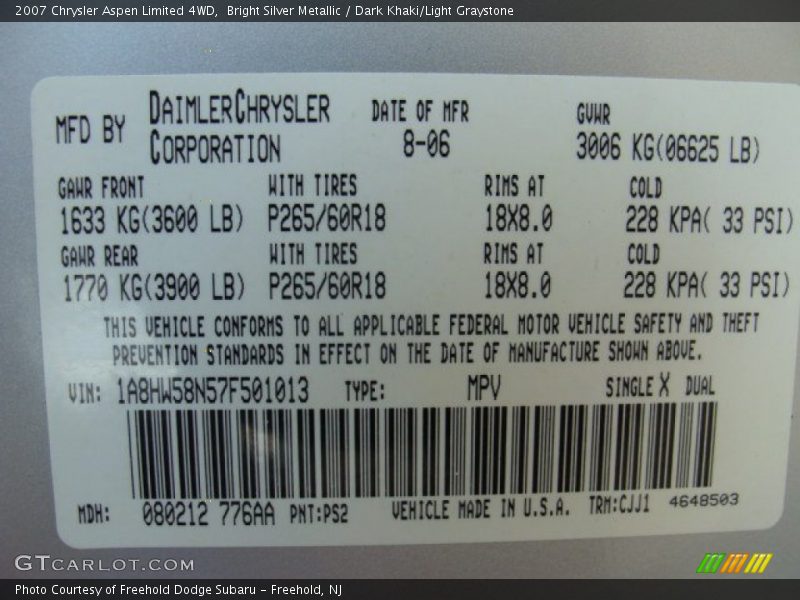 2007 Chrysler Aspen Limited 4WD,  Bright Silver Metallic / Dark Khaki/Light Graystone
MFD BY DAIMLERCHRYSLER CORPORATION DATE OF MFR 8-06 GVWR 3006 KG(06625 LB)
GAWR FRONT WITH TIRES RIMS AT COLD
1633 KG(3600 LB) P265/60R18 18X8.0 228 KPA( 33 PSI)
GAWR REAR WITH TIRES RIMS AT COLD
1770 KG(3900 LB) P265/60R18 18X8.0 228 KPA( 33 PSI)
THIS VEHICLE CONFORMS TO ALL APPLICABLE FEDERAL MOTOR VEHICLE SAFETY AND THEFT
PREVENTION STANDARDS IN EFFECT ON THE DATE OF MANUFACTURE SHOWN ABOVE.
VIN: 1A8HW58N57F501013 TYPE: MPV SINGLE X DUAL
MDH: 080212 776AA PNT:PS2 VEHICLE MADE IN U.S.A. TRM:CJJ1 4648503
GTCARLOT.COM
Photo Courtesy of Freehold Dodge Subaru – Freehold, NJ